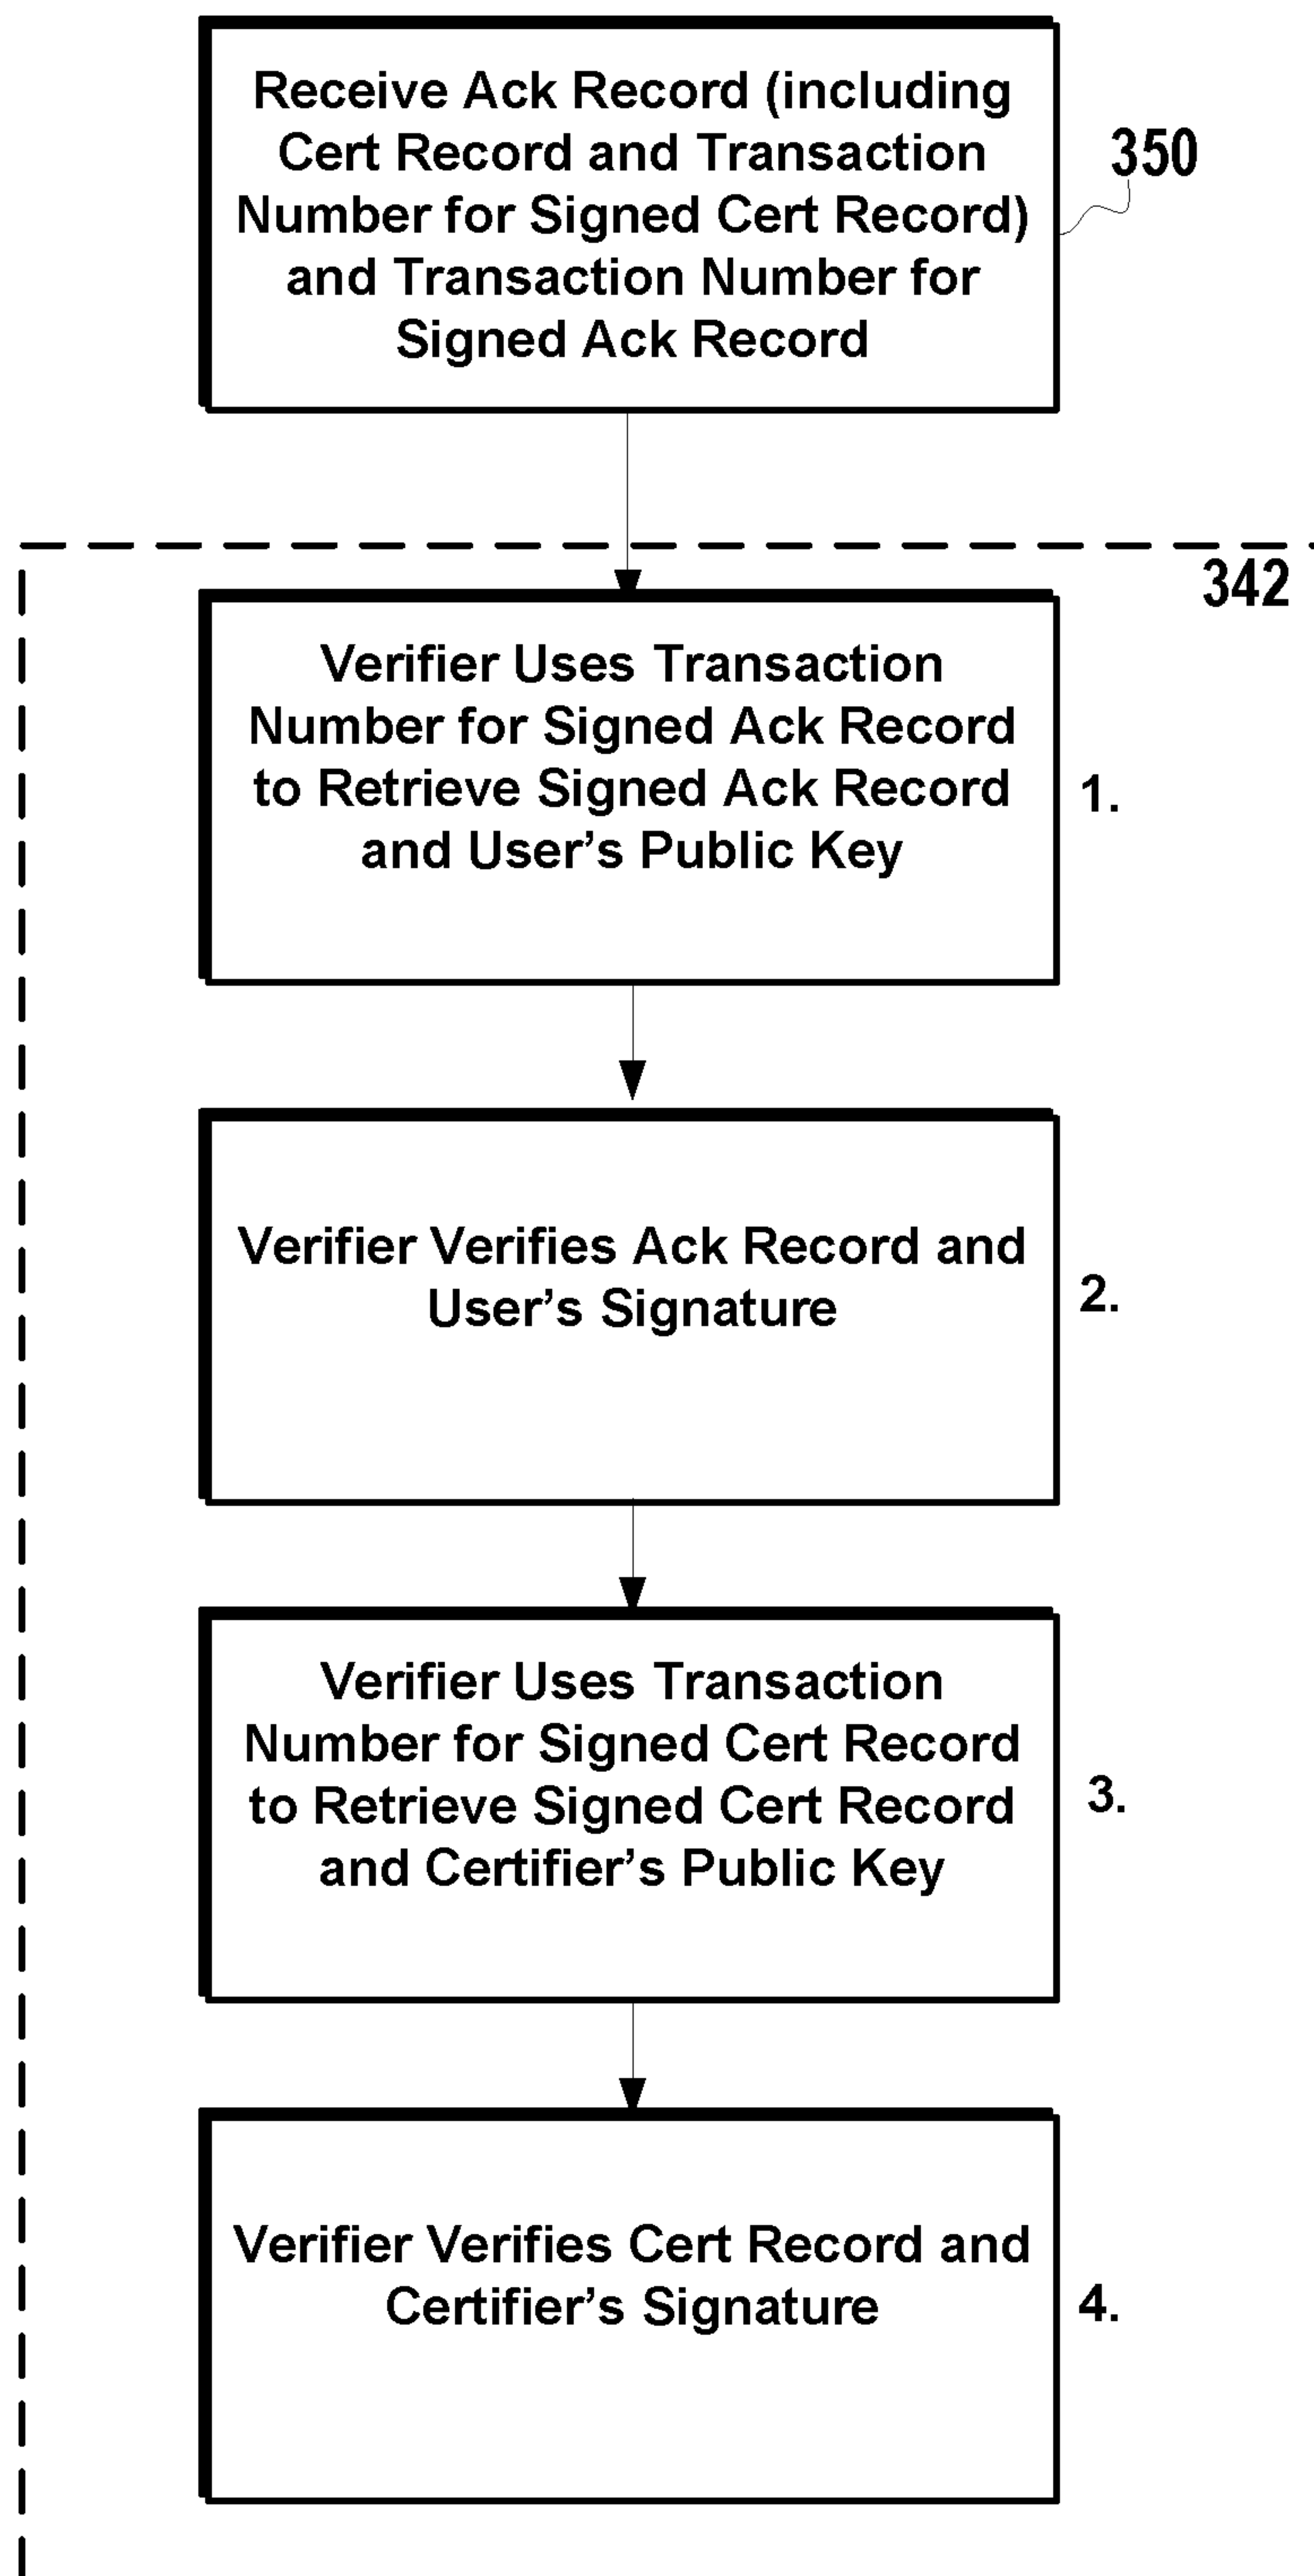 Receive Ack Record (including
Cert Record and Transaction
Number for Signed Cert Record)
and Transaction Number for
Signed Ack Record
350
342
Verifier Uses Transaction
Number for Signed Ack Record
to Retrieve Signed Ack Record
and User’s Public Key
1.
Verifier Verifies Ack Record and
User’s Signature
2.
Verifier Uses Transaction
Number for Signed Cert Record
to Retrieve Signed Cert Record
and Certifier’s Public Key
3.
Verifier Verifies Cert Record and
Certifier’s Signature
4.